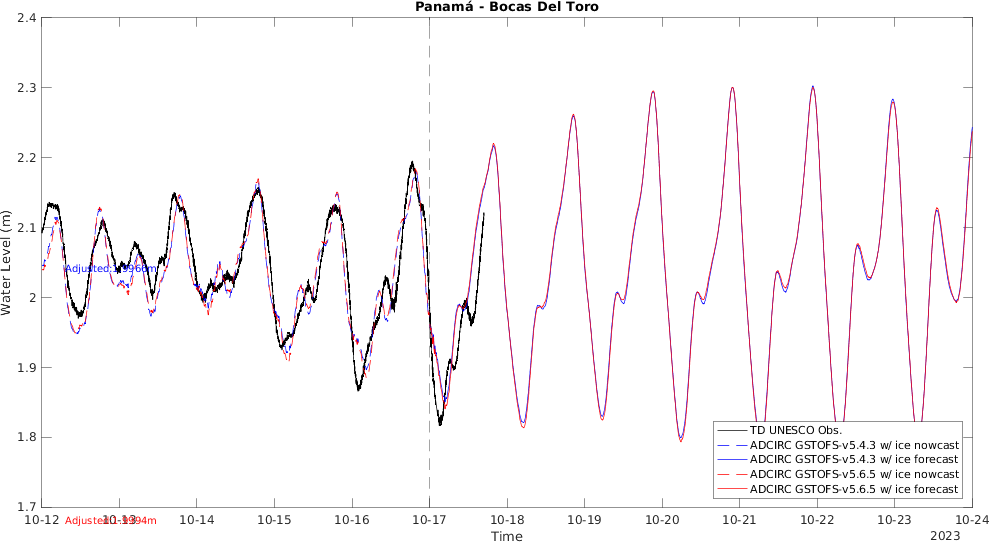 Panamá - Bocas Del Toro
2.4
2.3
2.2
2.1
2
1.9
1.8
1.7
Water Level (m)
TD UNESCO Obs.
ADCIRC GSTOFS-v5.4.3 w/ ice nowcast
ADCIRC GSTOFS-v5.4.3 w/ ice forecast
ADCIRC GSTOFS-v5.6.5 w/ ice nowcast
ADCIRC GSTOFS-v5.6.5 w/ ice forecast
10-12 10-13 10-14 10-15 10-16 10-17 10-18 10-19 10-20 10-21 10-22 10-23 10-24
Time
2023